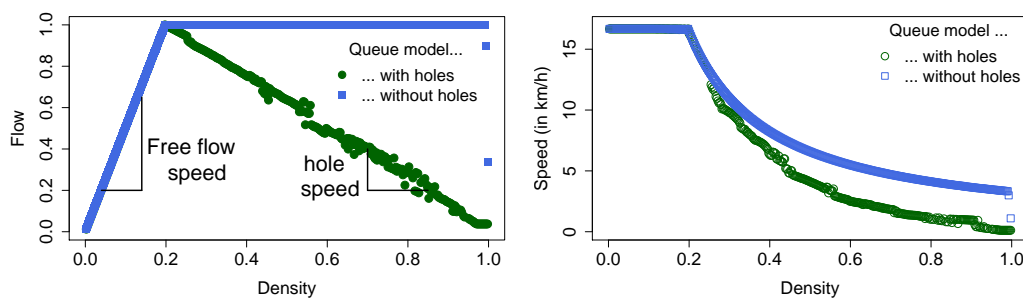 Flow
0.0 0.2 0.4 0.6 0.8 1.0
Queue model...
... with holes
... without holes
Free flow
speed
hole
speed
0.0 0.2 0.4 0.6 0.8 1.0
Density
Speed (in km/h)
0 5 10 15
Queue model ...
... with holes
... without holes
0.0 0.2 0.4 0.6 0.8 1.0
Density